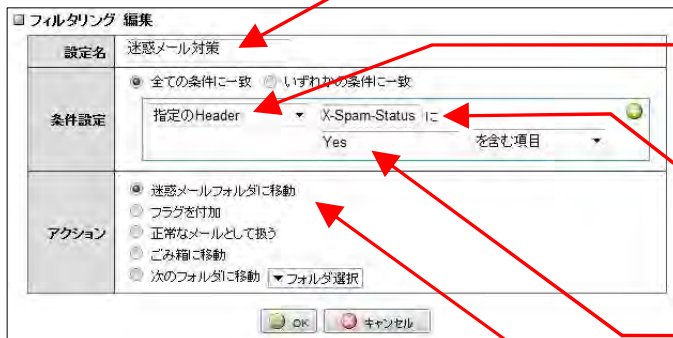 フィルタリング 編集
設定名
迷惑メール対策
条件設定
全ての条件に一致 いずれかの条件に一致
指定のHeader X-Spam-Status に
Yes を含む項目
アクション
迷惑メールフォルダに移動
フラグを付加
正常なメールとして扱う
ごみ箱に移動
次のフォルダに移動 ▼フォルダ選択
OK キャンセル